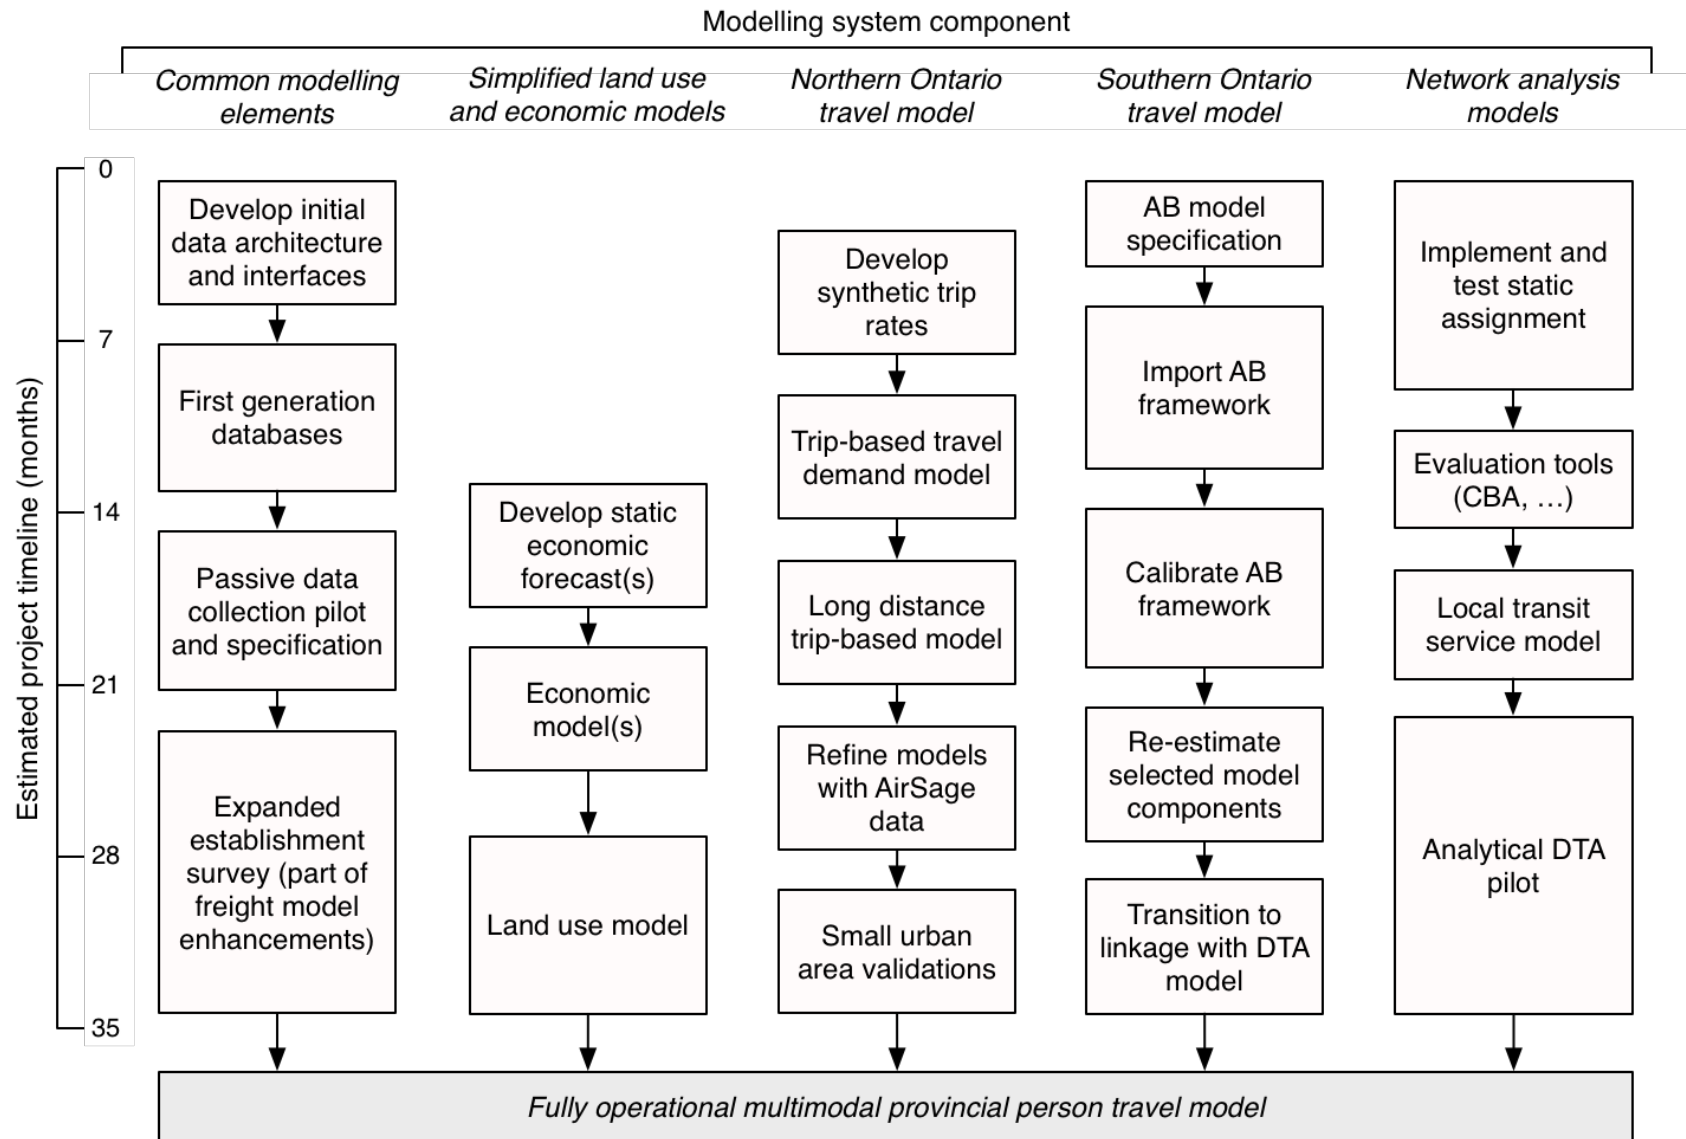 Modelling system component
Common modelling
elements
Simplified land use
and economic models
Northern Ontario
travel model
Southern Ontario
travel model
Network analysis
models
Estimated project timeline (months)
0
7
14
21
28
35
Develop initial
data architecture
and interfaces
First generation
databases
Passive data
collection pilot
and specification
Expanded
establishment
survey (part of
freight model
enhancements)
Develop static
economic
forecast(s)
Economic
model(s)
Land use model
Develop
synthetic trip
rates
Trip-based travel
demand model
Long distance
trip-based model
Refine models
with AirSage
data
Small urban
area validations
AB model
specification
Import AB
framework
Calibrate AB
framework
Re-estimate
selected model
components
Transition to
linkage with DTA
model
Implement and
test static
assignment
Evaluation tools
(CBA, …)
Local transit
service model
Analytical DTA
pilot
Fully operational multimodal provincial person travel model